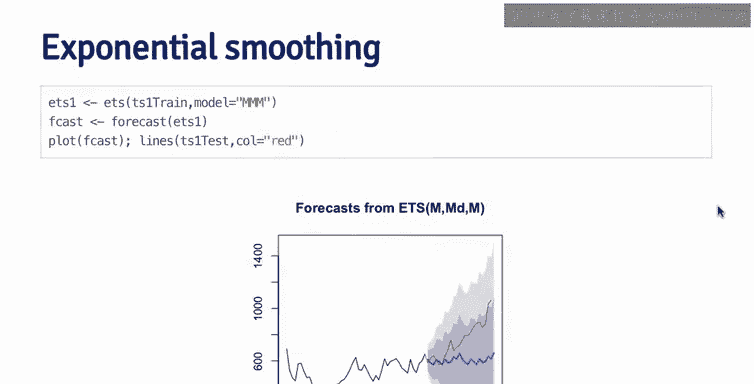 Exponential smoothing
ets1 <- ets(ts1Train,model="MMM")
fcast <- forecast(ets1)
plot(fcast); lines(ts1Test,col="red")
Forecasts from ETS(M,Md,M)
1400
1000
600